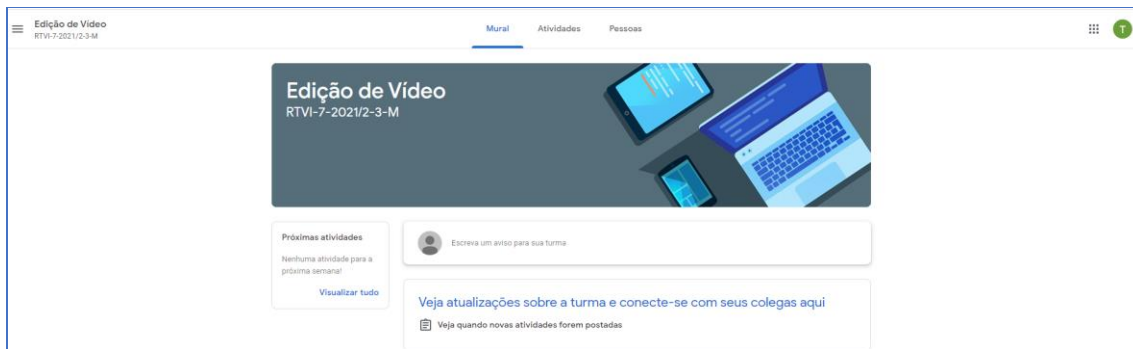 Edição de Vídeo
RTVI-7-2021/2-3-M
Mural Atividades Pessoas
T
Edição de Vídeo
RTVI-7-2021/2-3-M
Próximas atividades
Nenhuma atividade para a
próxima semana!
Visualizar tudo
Escreva um aviso para sua turma
Veja atualizações sobre a turma e conecte-se com seus colegas aqui
Veja quando novas atividades forem postadas